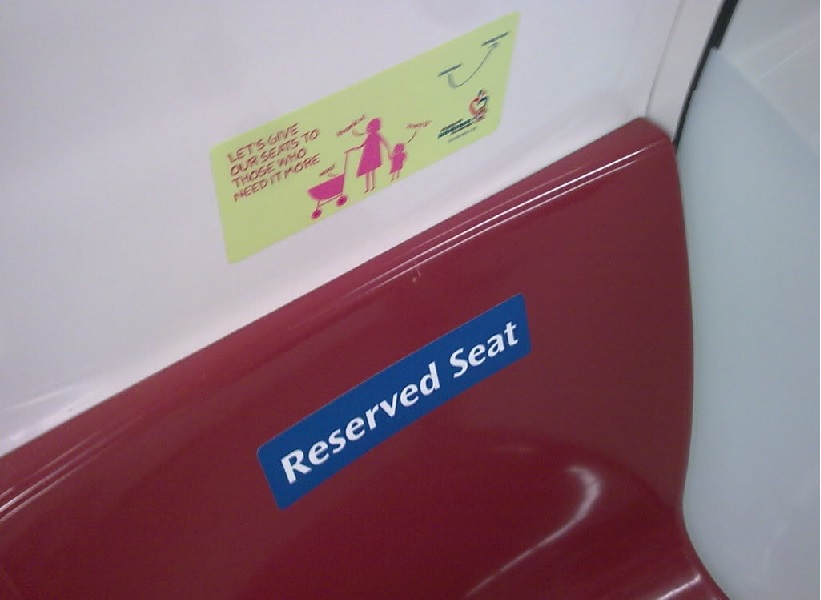 LET'S GIVE
OUR SEATS TO
THOSE WHO
NEED IT MORE
Reserved Seat